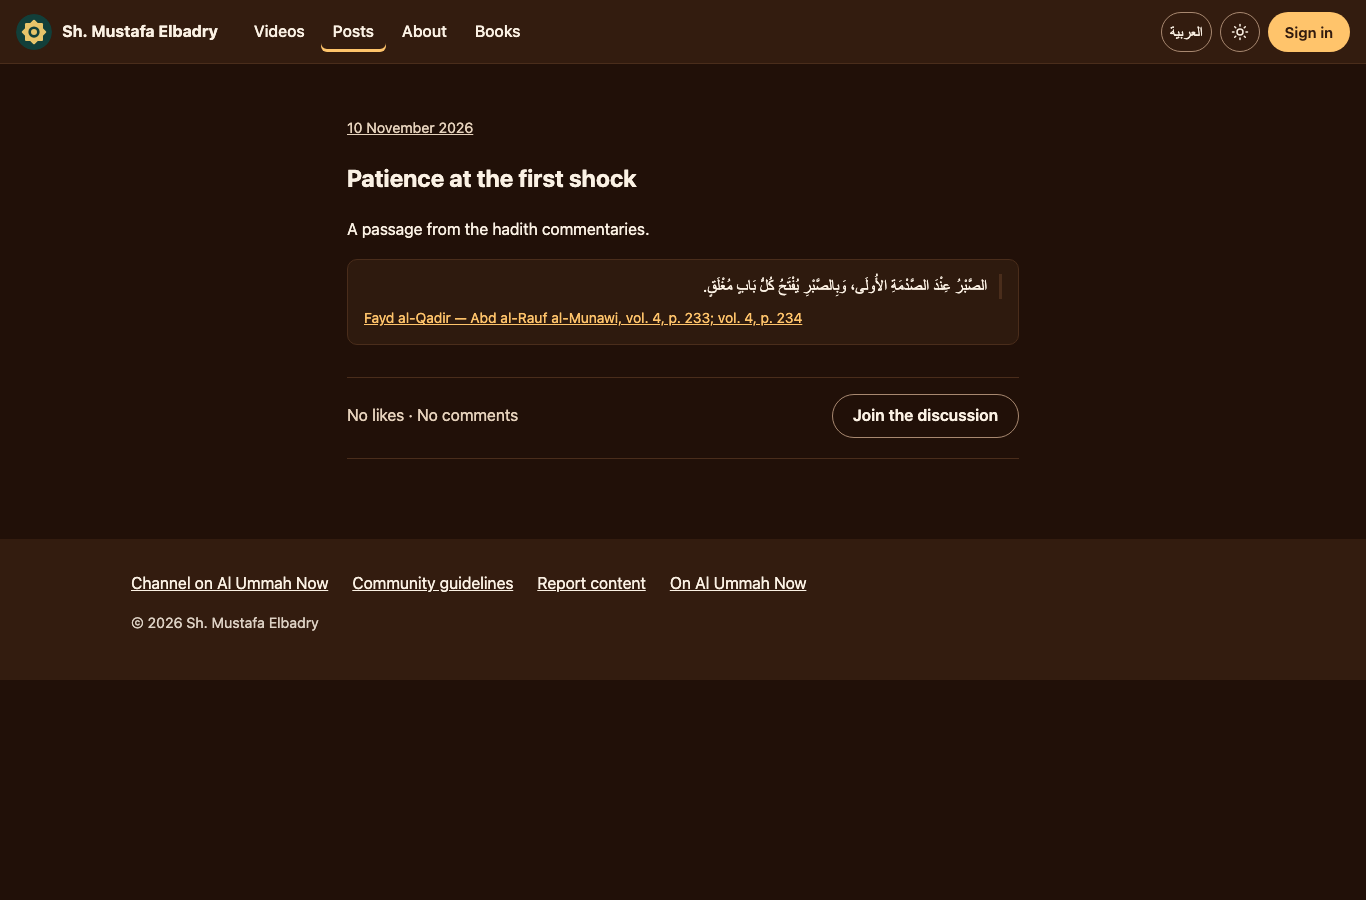 Sh. Mustafa Elbadry
Videos
Posts
About
Books
العربية
Sign in
10 November 2026
Patience at the first shock
A passage from the hadith commentaries.
الصَّبْرُ عِنْدَ الصَّدْمَةِ الأُولَى، وَبِالصَّبْرِ يُفْتَحُ كُلُّ بَابٍ مُغْلَقٍ.
Fayd al-Qadir — Abd al-Rauf al-Munawi, vol. 4, p. 233; vol. 4, p. 234
No likes · No comments
Join the discussion
Channel on Al Ummah Now
Community guidelines
Report content
On Al Ummah Now
© 2026 Sh. Mustafa Elbadry